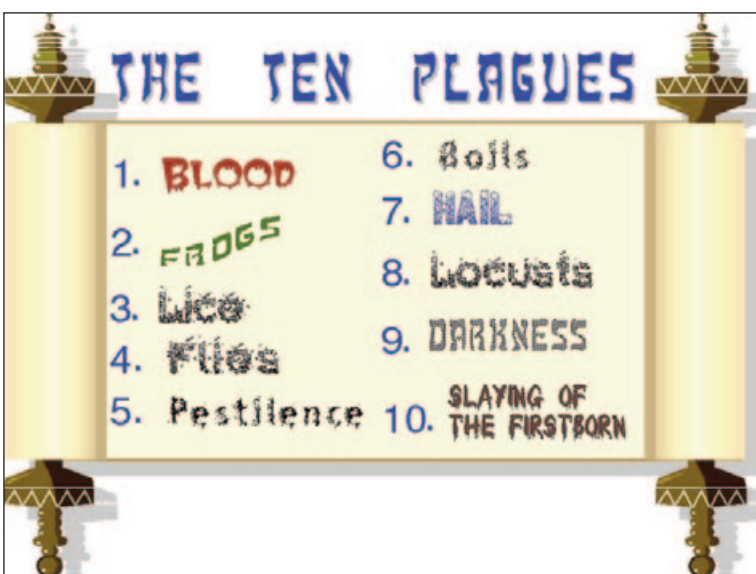 THE TEN PLAGUES
1. BLOOD
2. FROGS
3. Lice
4. Flies
5. Pestilence
6. Boils
7. HAIL
8. Locusts
9. DARKNESS
10. SLAYING OF
THE FIRSTBORN